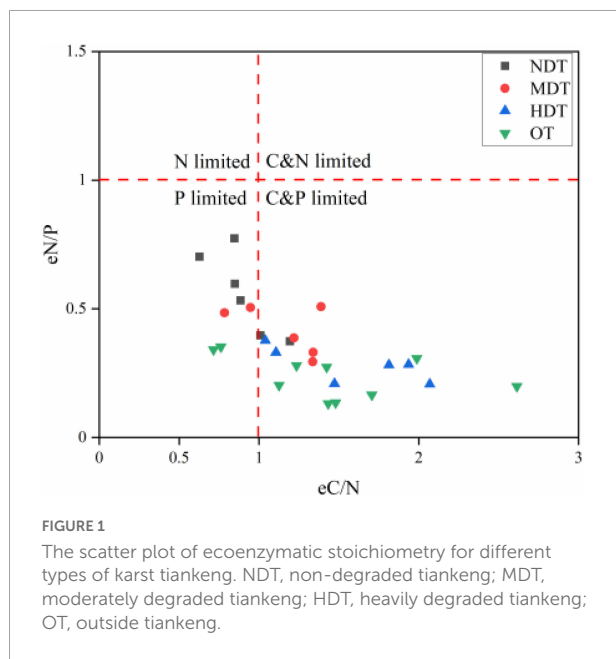 1.5
NDT
MDT
HDT
OT
N limited
C&N limited
1
P limited
C&P limited
eN/P
0.5
0
0
0.5
1
2
3
eC/N
FIGURE 1
The scatter plot of ecoenzymatic stoichiometry for different
types of karst tiankeng. NDT, non-degraded tiankeng; MDT,
moderately degraded tiankeng; HDT, heavily degraded tiankeng;
OT, outside tiankeng.